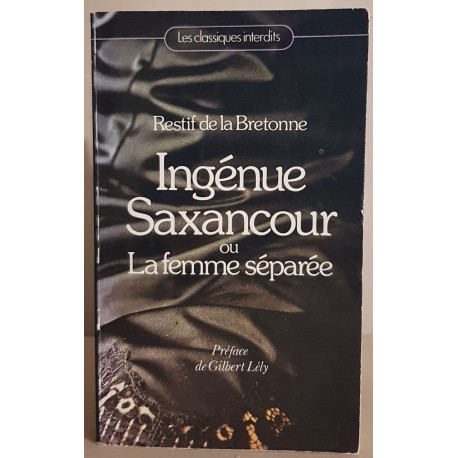 Les classiques interdits
Restif de la Bretonne
Ingénue
Saxancour
ou
La femme séparée
Préface
de Gilbert Lély